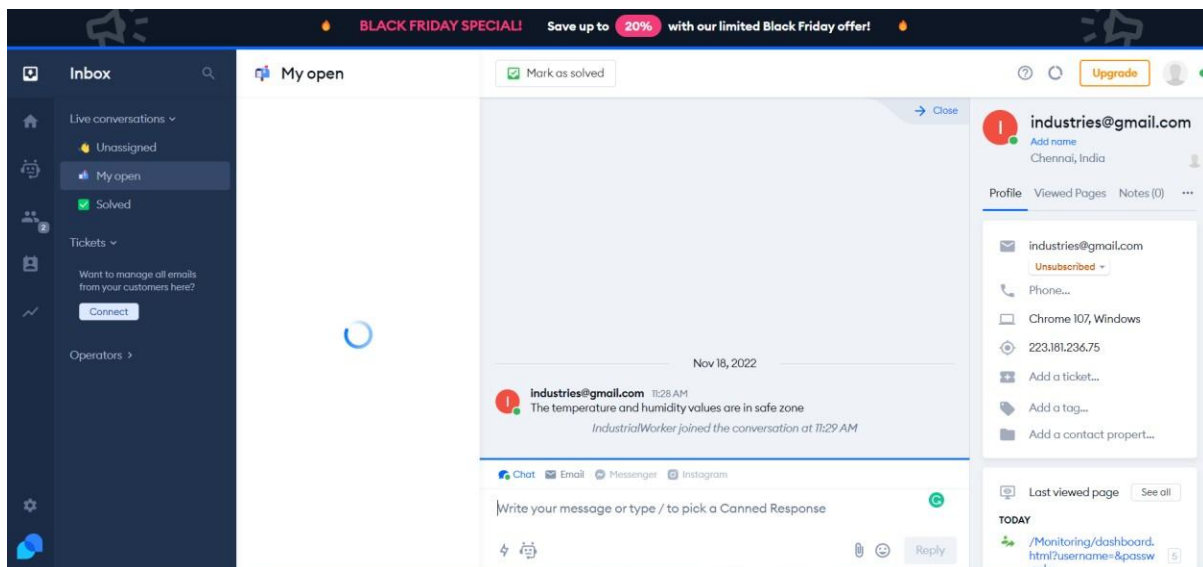 BLACK FRIDAY SPECIAL! Save up to 20% with our limited Black Friday offer!
Inbox
Live conversations
Unassigned
My open
Solved
Tickets
Want to manage all emails
from your customers here?
Connect
Operators
2
My open
Mark as solved
Close
Nov 18, 2022
I
industries@gmail.com 11:28 AM
The temperature and humidity values are in safe zone
IndustrialWorker joined the conversation at 11:29 AM
Chat Email Messenger Instagram
Write your message or type / to pick a Canned Response
Reply
Upgrade
I
industries@gmail.com
Add name
Chennai, India
Profile Viewed Pages Notes (0)
industries@gmail.com
Unsubscribed
Phone...
Chrome 107, Windows
223.181.236.75
Add a ticket...
Add a tag...
Add a contact propert...
Last viewed page See all
TODAY
/Monitoring/dashboard.
html?username=&passw
5